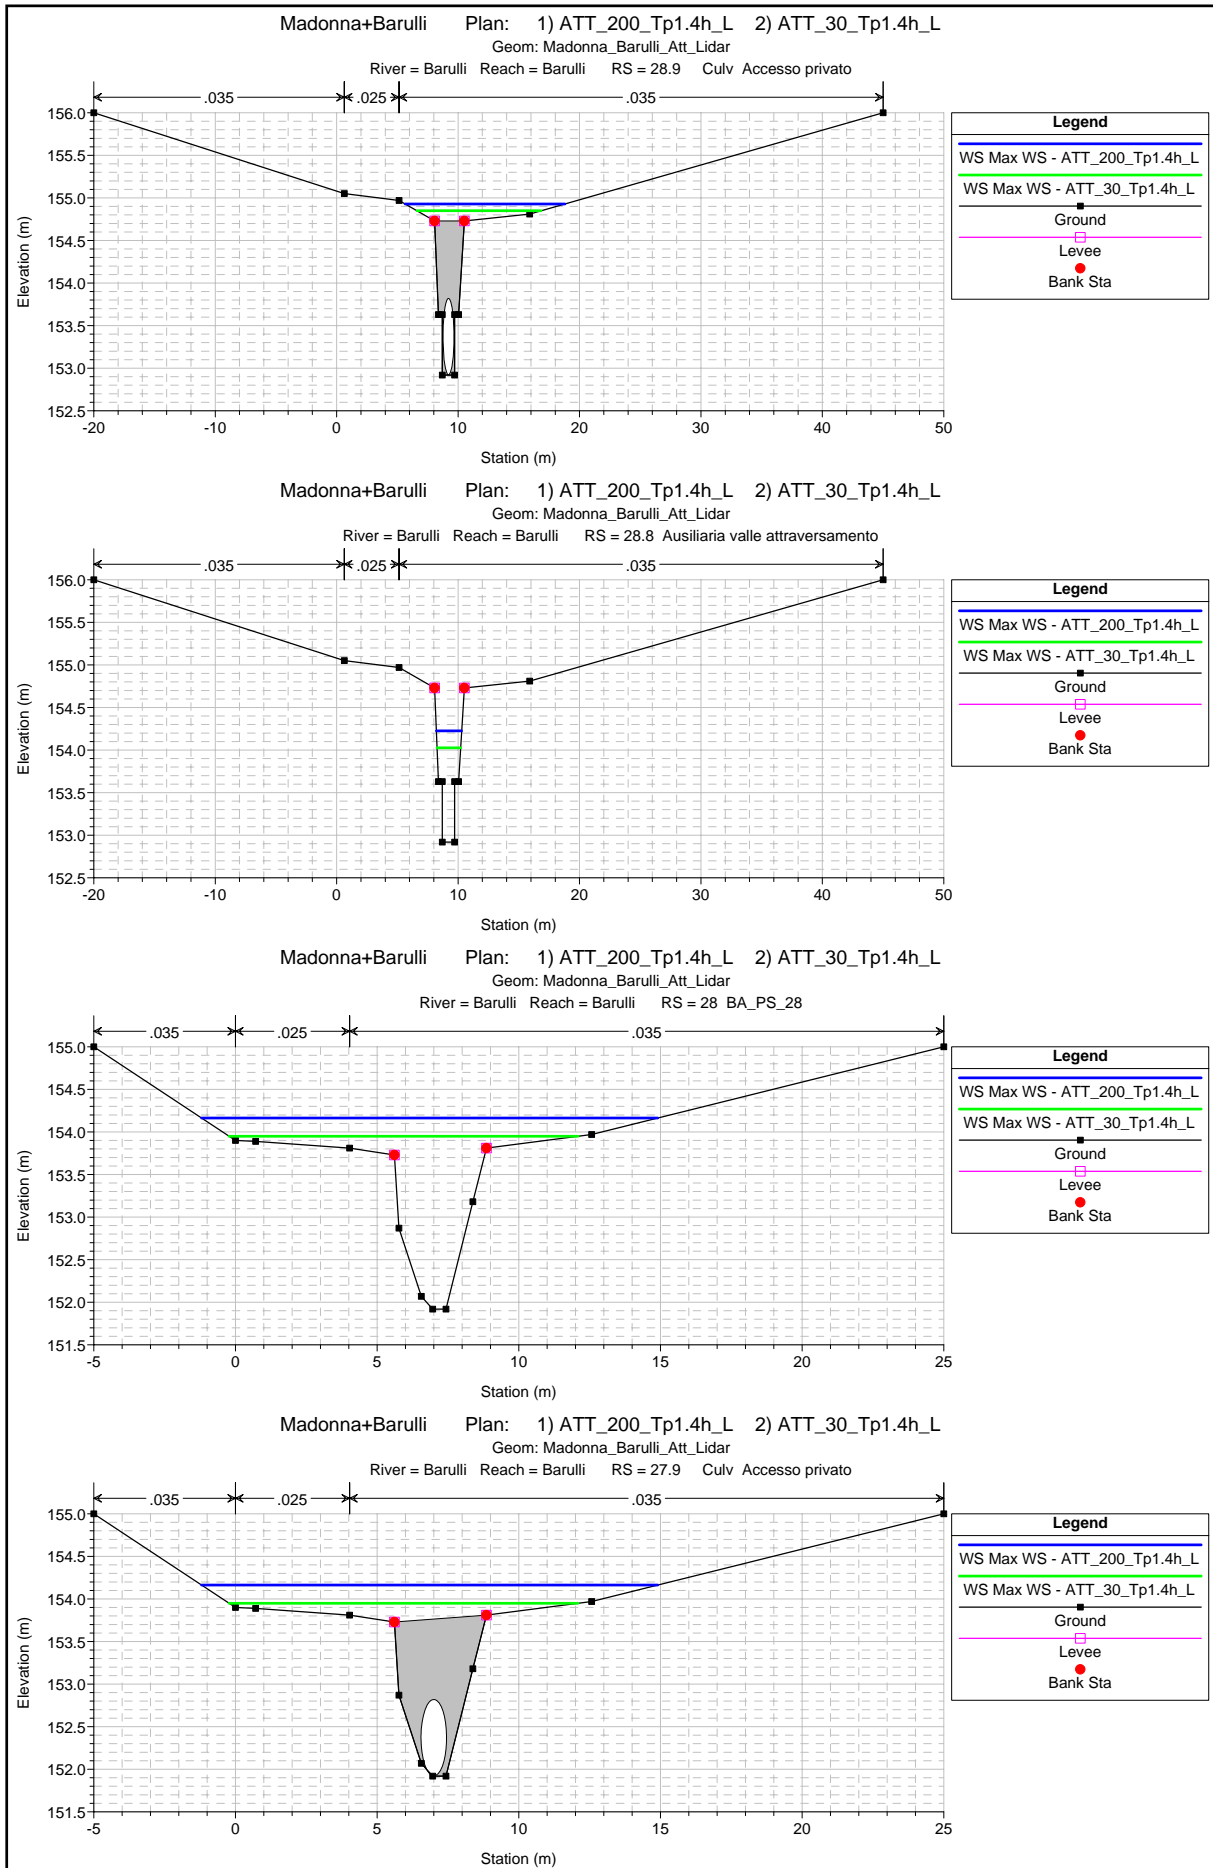 Madonna+Barulli Plan: 1) ATT_200_Tp1.4h_L 2) ATT_30_Tp1.4h_L
Geom: Madonna_Barulli_Att_Lidar
River = Barulli Reach = Barulli RS = 28.9 Culv Accesso privato
.035 .025 .035
156.0
155.5
155.0
154.5
154.0
153.5
153.0
152.5
Elevation (m)
-20 -10 0 10 20 30 40 50
Station (m)
Legend
WS Max WS - ATT_200_Tp1.4h_L
WS Max WS - ATT_30_Tp1.4h_L
Ground
Levee
Bank Sta
Madonna+Barulli Plan: 1) ATT_200_Tp1.4h_L 2) ATT_30_Tp1.4h_L
Geom: Madonna_Barulli_Att_Lidar
River = Barulli Reach = Barulli RS = 28.8 Ausiliaria valle attraversamento
.035 .025 .035
156.0
155.5
155.0
154.5
154.0
153.5
153.0
152.5
Elevation (m)
-20 -10 0 10 20 30 40 50
Station (m)
Legend
WS Max WS - ATT_200_Tp1.4h_L
WS Max WS - ATT_30_Tp1.4h_L
Ground
Levee
Bank Sta
Madonna+Barulli Plan: 1) ATT_200_Tp1.4h_L 2) ATT_30_Tp1.4h_L
Geom: Madonna_Barulli_Att_Lidar
River = Barulli Reach = Barulli RS = 28 BA_PS_28
.035 .025 .035
155.0
154.5
154.0
153.5
153.0
152.5
152.0
151.5
Elevation (m)
-5 0 5 10 15 20 25
Station (m)
Legend
WS Max WS - ATT_200_Tp1.4h_L
WS Max WS - ATT_30_Tp1.4h_L
Ground
Levee
Bank Sta
Madonna+Barulli Plan: 1) ATT_200_Tp1.4h_L 2) ATT_30_Tp1.4h_L
Geom: Madonna_Barulli_Att_Lidar
River = Barulli Reach = Barulli RS = 27.9 Culv Accesso privato
.035 .025 .035
155.0
154.5
154.0
153.5
153.0
152.5
152.0
151.5
Elevation (m)
-5 0 5 10 15 20 25
Station (m)
Legend
WS Max WS - ATT_200_Tp1.4h_L
WS Max WS - ATT_30_Tp1.4h_L
Ground
Levee
Bank Sta